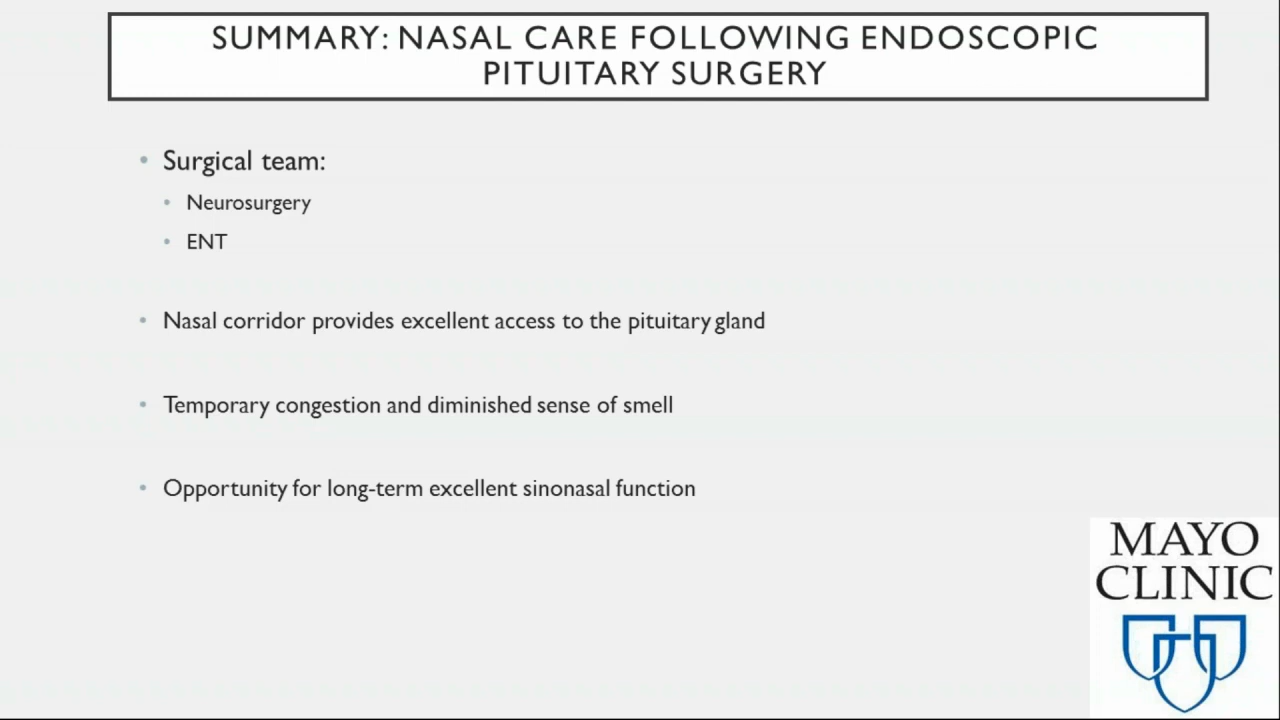 SUMMARY: NASAL CARE FOLLOWING ENDOSCOPIC
PITUITARY SURGERY
• Surgical team:
• Neurosurgery
• ENT
• Nasal corridor provides excellent access to the pituitary gland
• Temporary congestion and diminished sense of smell
• Opportunity for long-term excellent sinonasal function
MAYO
CLINIC